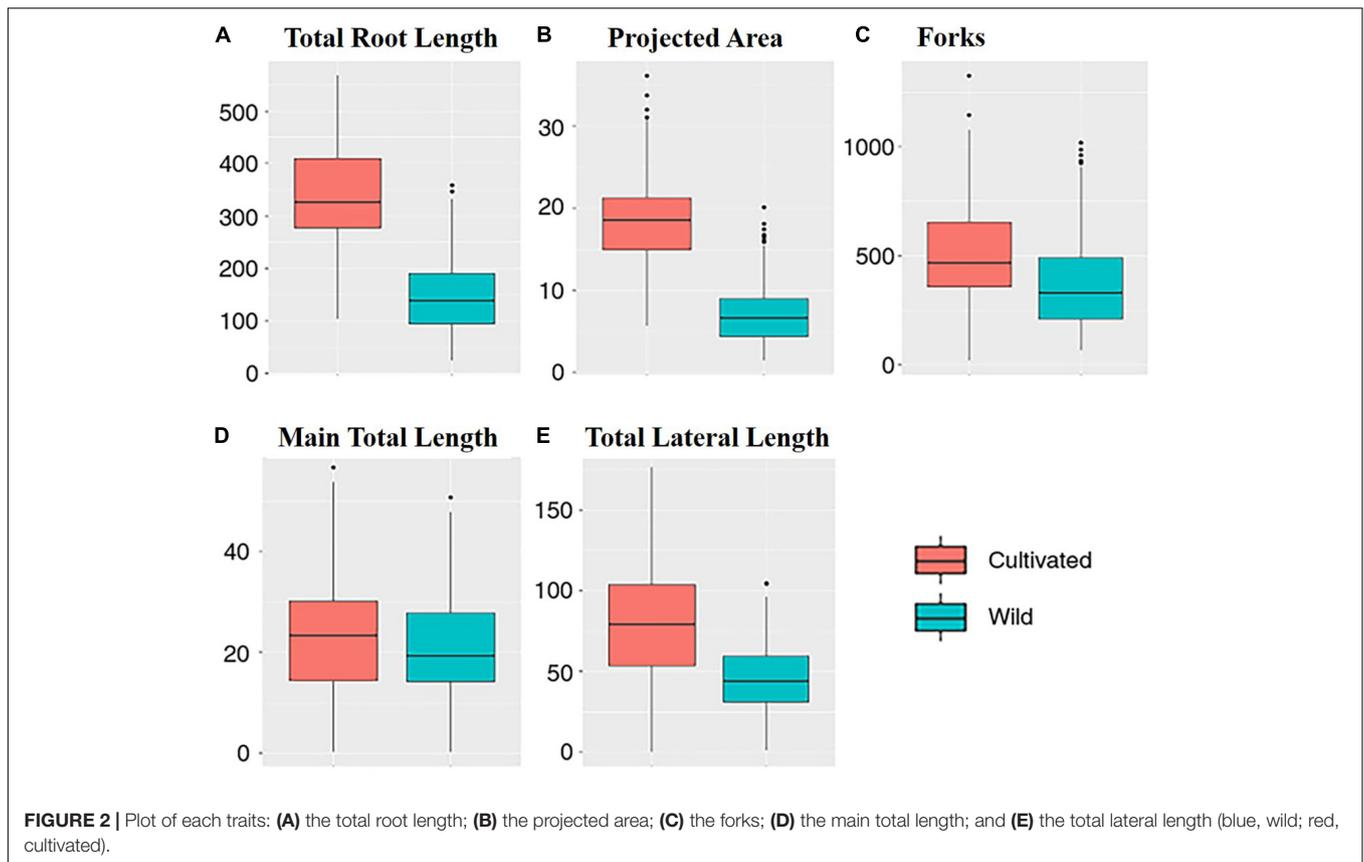 A Total Root Length
500
400
300
200
100
0
B Projected Area
30
20
10
0
C Forks
1000
500
0
D Main Total Length
40
20
0
E Total Lateral Length
150
100
50
0
Cultivated
Wild
FIGURE 2 | Plot of each traits: (A) the total root length; (B) the projected area; (C) the forks; (D) the main total length; and (E) the total lateral length (blue, wild; red,
cultivated).